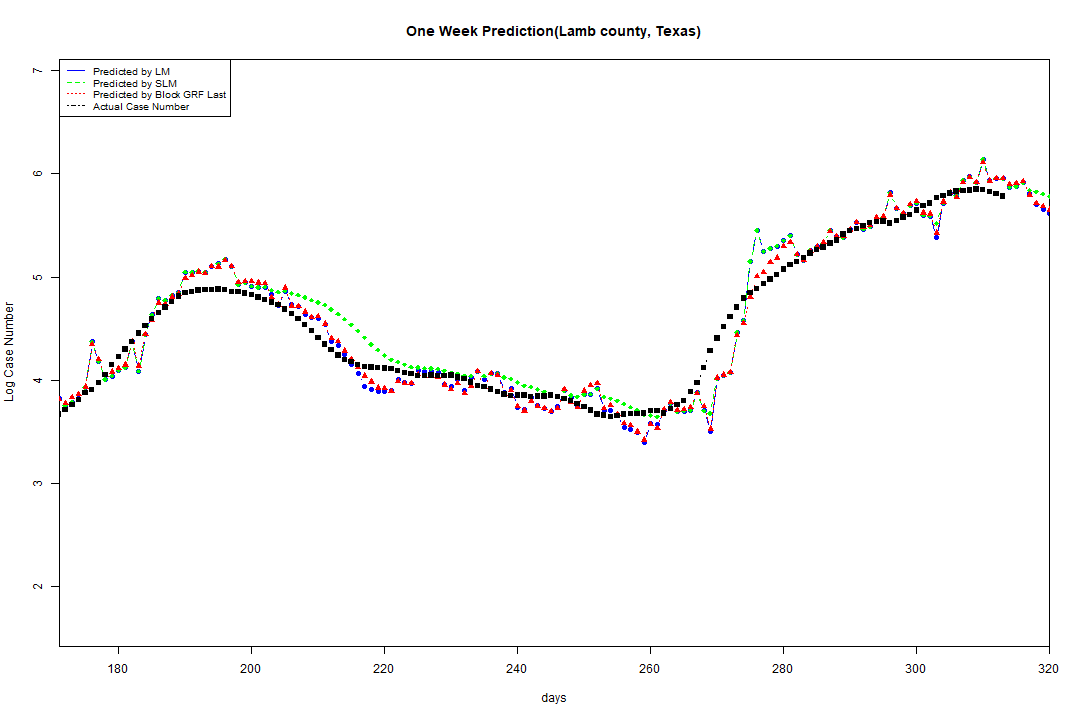 One Week Prediction(Lamb county, Texas)
Predicted by LM
Predicted by SLM
Predicted by Block GRF Last
Actual Case Number
7
6
5
4
3
2
Log Case Number
180 200 220 240 260 280 300 320
days